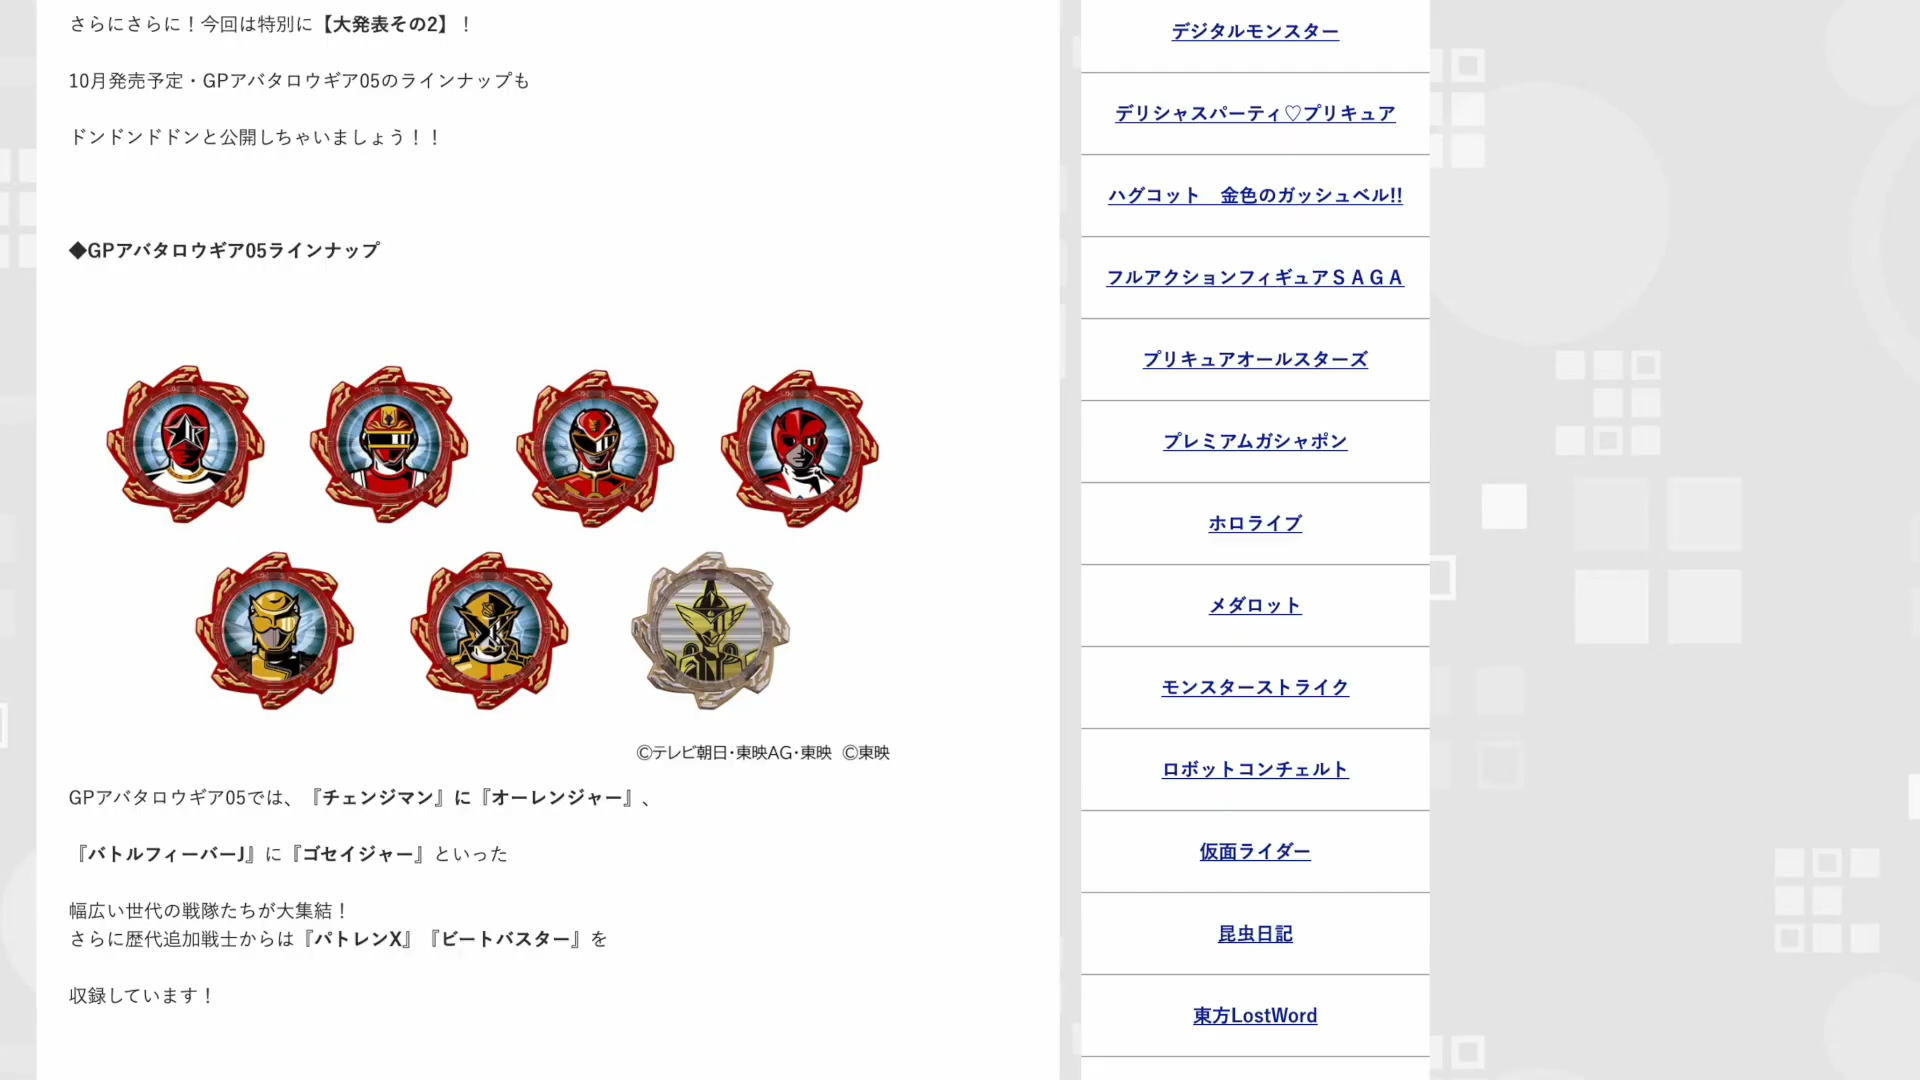 さらにさらに！今回は特別に【大発表その2】！
10月発売予定・GPアバタロウギア05のラインナップも
ドンドンドドンと公開しちゃいましょう！！
◆GPアバタロウギア05ラインナップ
©テレビ朝日･東映AG･東映 ©東映
GPアバタロウギア05では、『チェンジマン』に『オーレンジャー』、
『バトルフィーバーJ』に『ゴセイジャー』といった
幅広い世代の戦隊たちが大集結！
さらに歴代追加戦士からは『パトレンX』『ビートバスター』を
収録しています！
デジタルモンスター
デリシャスパーティ♡プリキュア
ハグコット　金色のガッシュベル!!
フルアクションフィギュアＳＡＧＡ
プリキュアオールスターズ
プレミアムガシャポン
ホロライブ
メダロット
モンスターストライク
ロボットコンチェルト
仮面ライダー
昆虫日記
東方LostWord